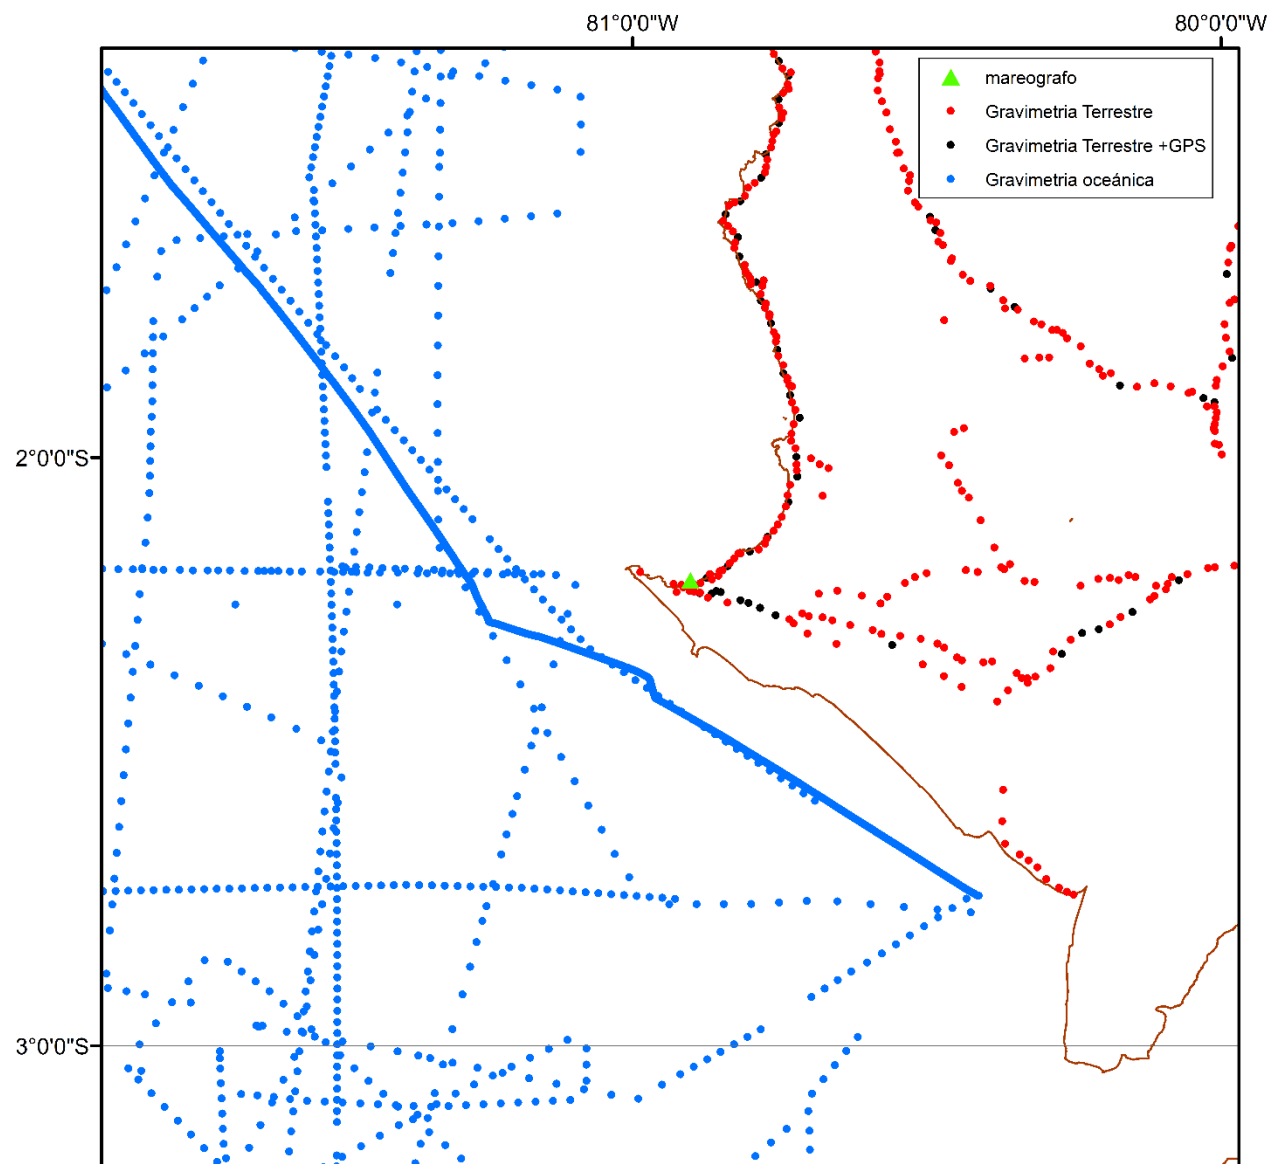 81°0'0"W
80°0'0"W
mareografo
Gravimetria Terrestre
Gravimetria Terrestre +GPS
Gravimetria oceánica
2°0'0"S
3°0'0"S